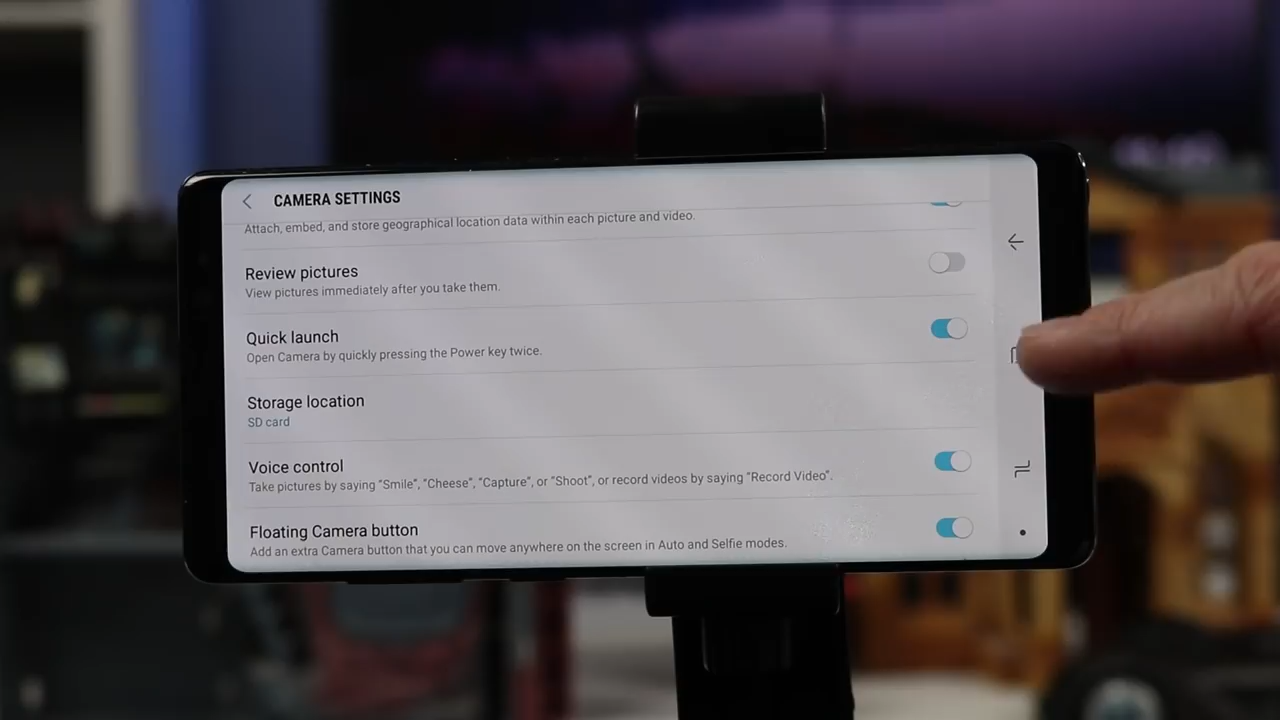 CAMERA SETTINGS
Attach, embed, and store geographical location data within each picture and video.
Review pictures
View pictures immediately after you take them.
Quick launch
Open Camera by quickly pressing the Power key twice.
Storage location
SD card
Voice control
Take pictures by saying "Smile", "Cheese", "Capture", or "Shoot", or record videos by saying "Record Video".
Floating Camera button
Add an extra Camera button that you can move anywhere on the screen in Auto and Selfie modes.